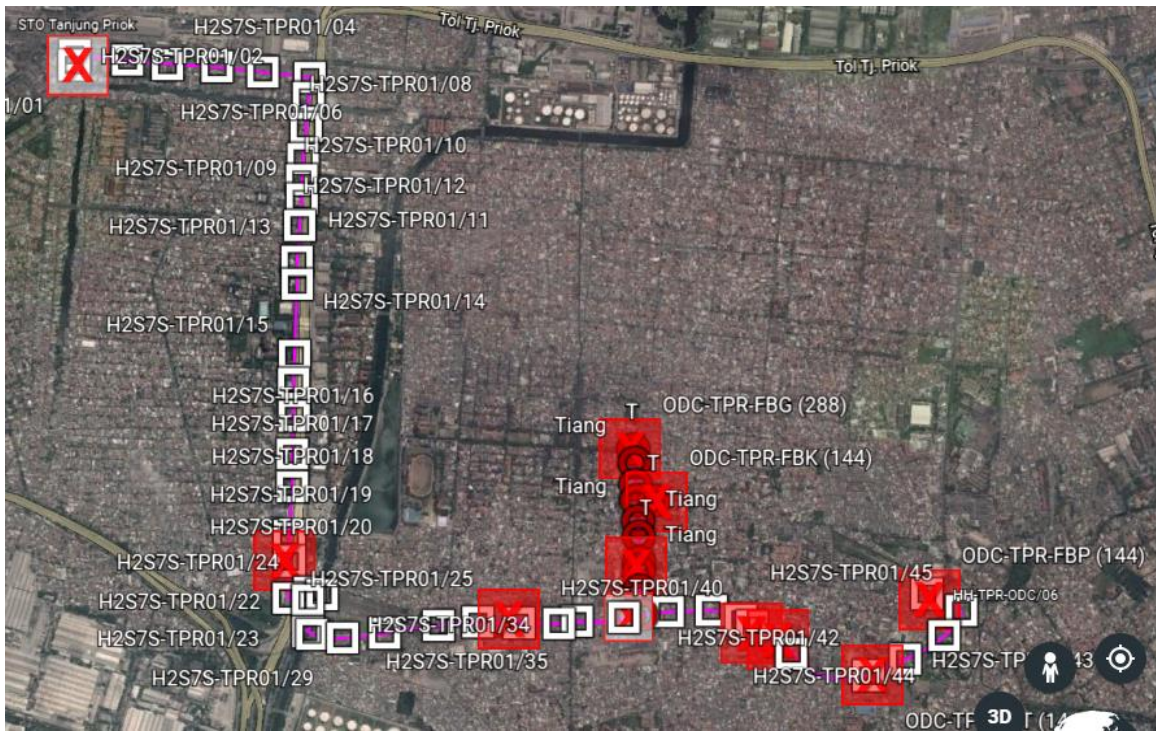 STO Tanjung Priok
H2S7S-TPR01/04
Tol Tj. Priok
H2S7S-TPR01/02
Tol Tj. Priok
H2S7S-TPR01/08
1/01
H2S7S-TPR01/06
H2S7S-TPR01/10
H2S7S-TPR01/09
H2S7S-TPR01/12
H2S7S-TPR01/13
H2S7S-TPR01/11
H2S7S-TPR01/14
H2S7S-TPR01/15
H2S7S-TPR01/16
T
ODC-TPR-FBG (288)
H2S7S-TPR01/17
Tiang
H2S7S-TPR01/18
T
ODC-TPR-FBK (144)
H2S7S-TPR01/19
Tiang
Tiang
T
H2S7S-TPR01/20
Tiang
H2S7S-TPR01/24
ODC-TPR-FBP (144)
H2S7S-TPR01/25
H2S7S-TPR01/40
H2S7S-TPR01/45
H2S7S-TPR01/22
HH-TPR-ODC/06
H2S7S-TPR01/23
H2S7S-TPR01/34
H2S7S-TPR01/42
H2S7S-TPR01/35
H2S7S-TP 43
H2S7S-TPR01/29
H2S7S-TPR01/44
3D